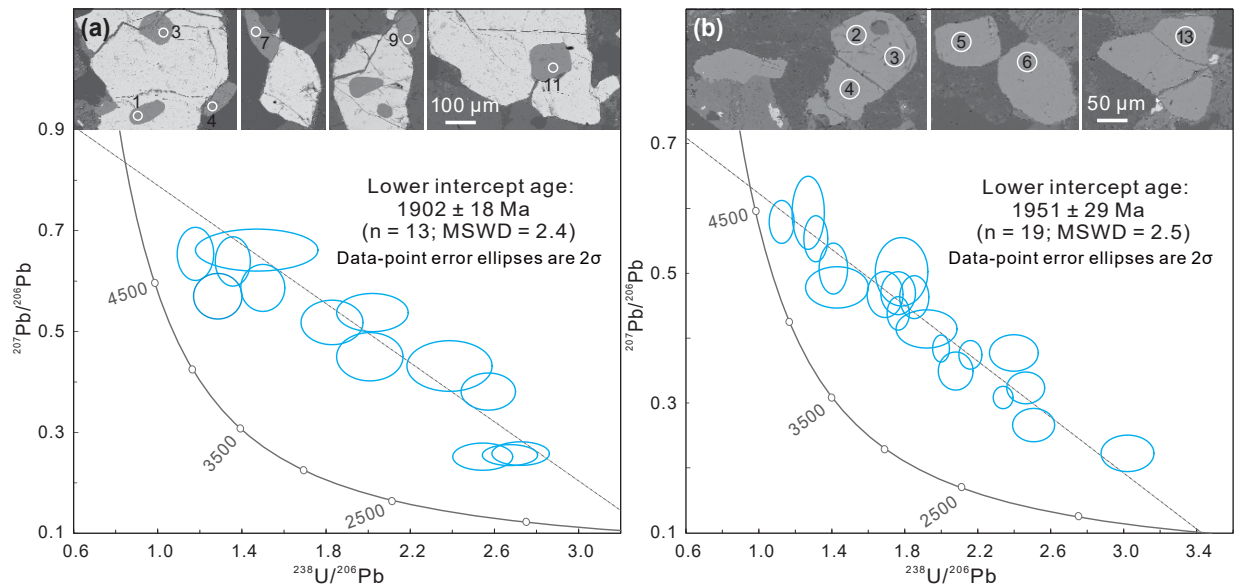 (a)
3
1
4
7
9
11
100 µm
0.9
0.7
0.5
0.3
0.1
²⁰⁷Pb/²⁰⁶Pb
Lower intercept age:
1902 ± 18 Ma
(n = 13; MSWD = 2.4)
Data-point error ellipses are 2σ
4500
3500
2500
0.6 1.0 1.4 1.8 2.2 2.6 3.0
²³⁸U/²⁰⁶Pb
(b)
2
3
4
5
6
13
50 µm
0.7
0.5
0.3
0.1
²⁰⁷Pb/²⁰⁶Pb
Lower intercept age:
1951 ± 29 Ma
(n = 19; MSWD = 2.5)
Data-point error ellipses are 2σ
4500
3500
2500
0.6 1.0 1.4 1.8 2.2 2.6 3.0 3.4
²³⁸U/²⁰⁶Pb